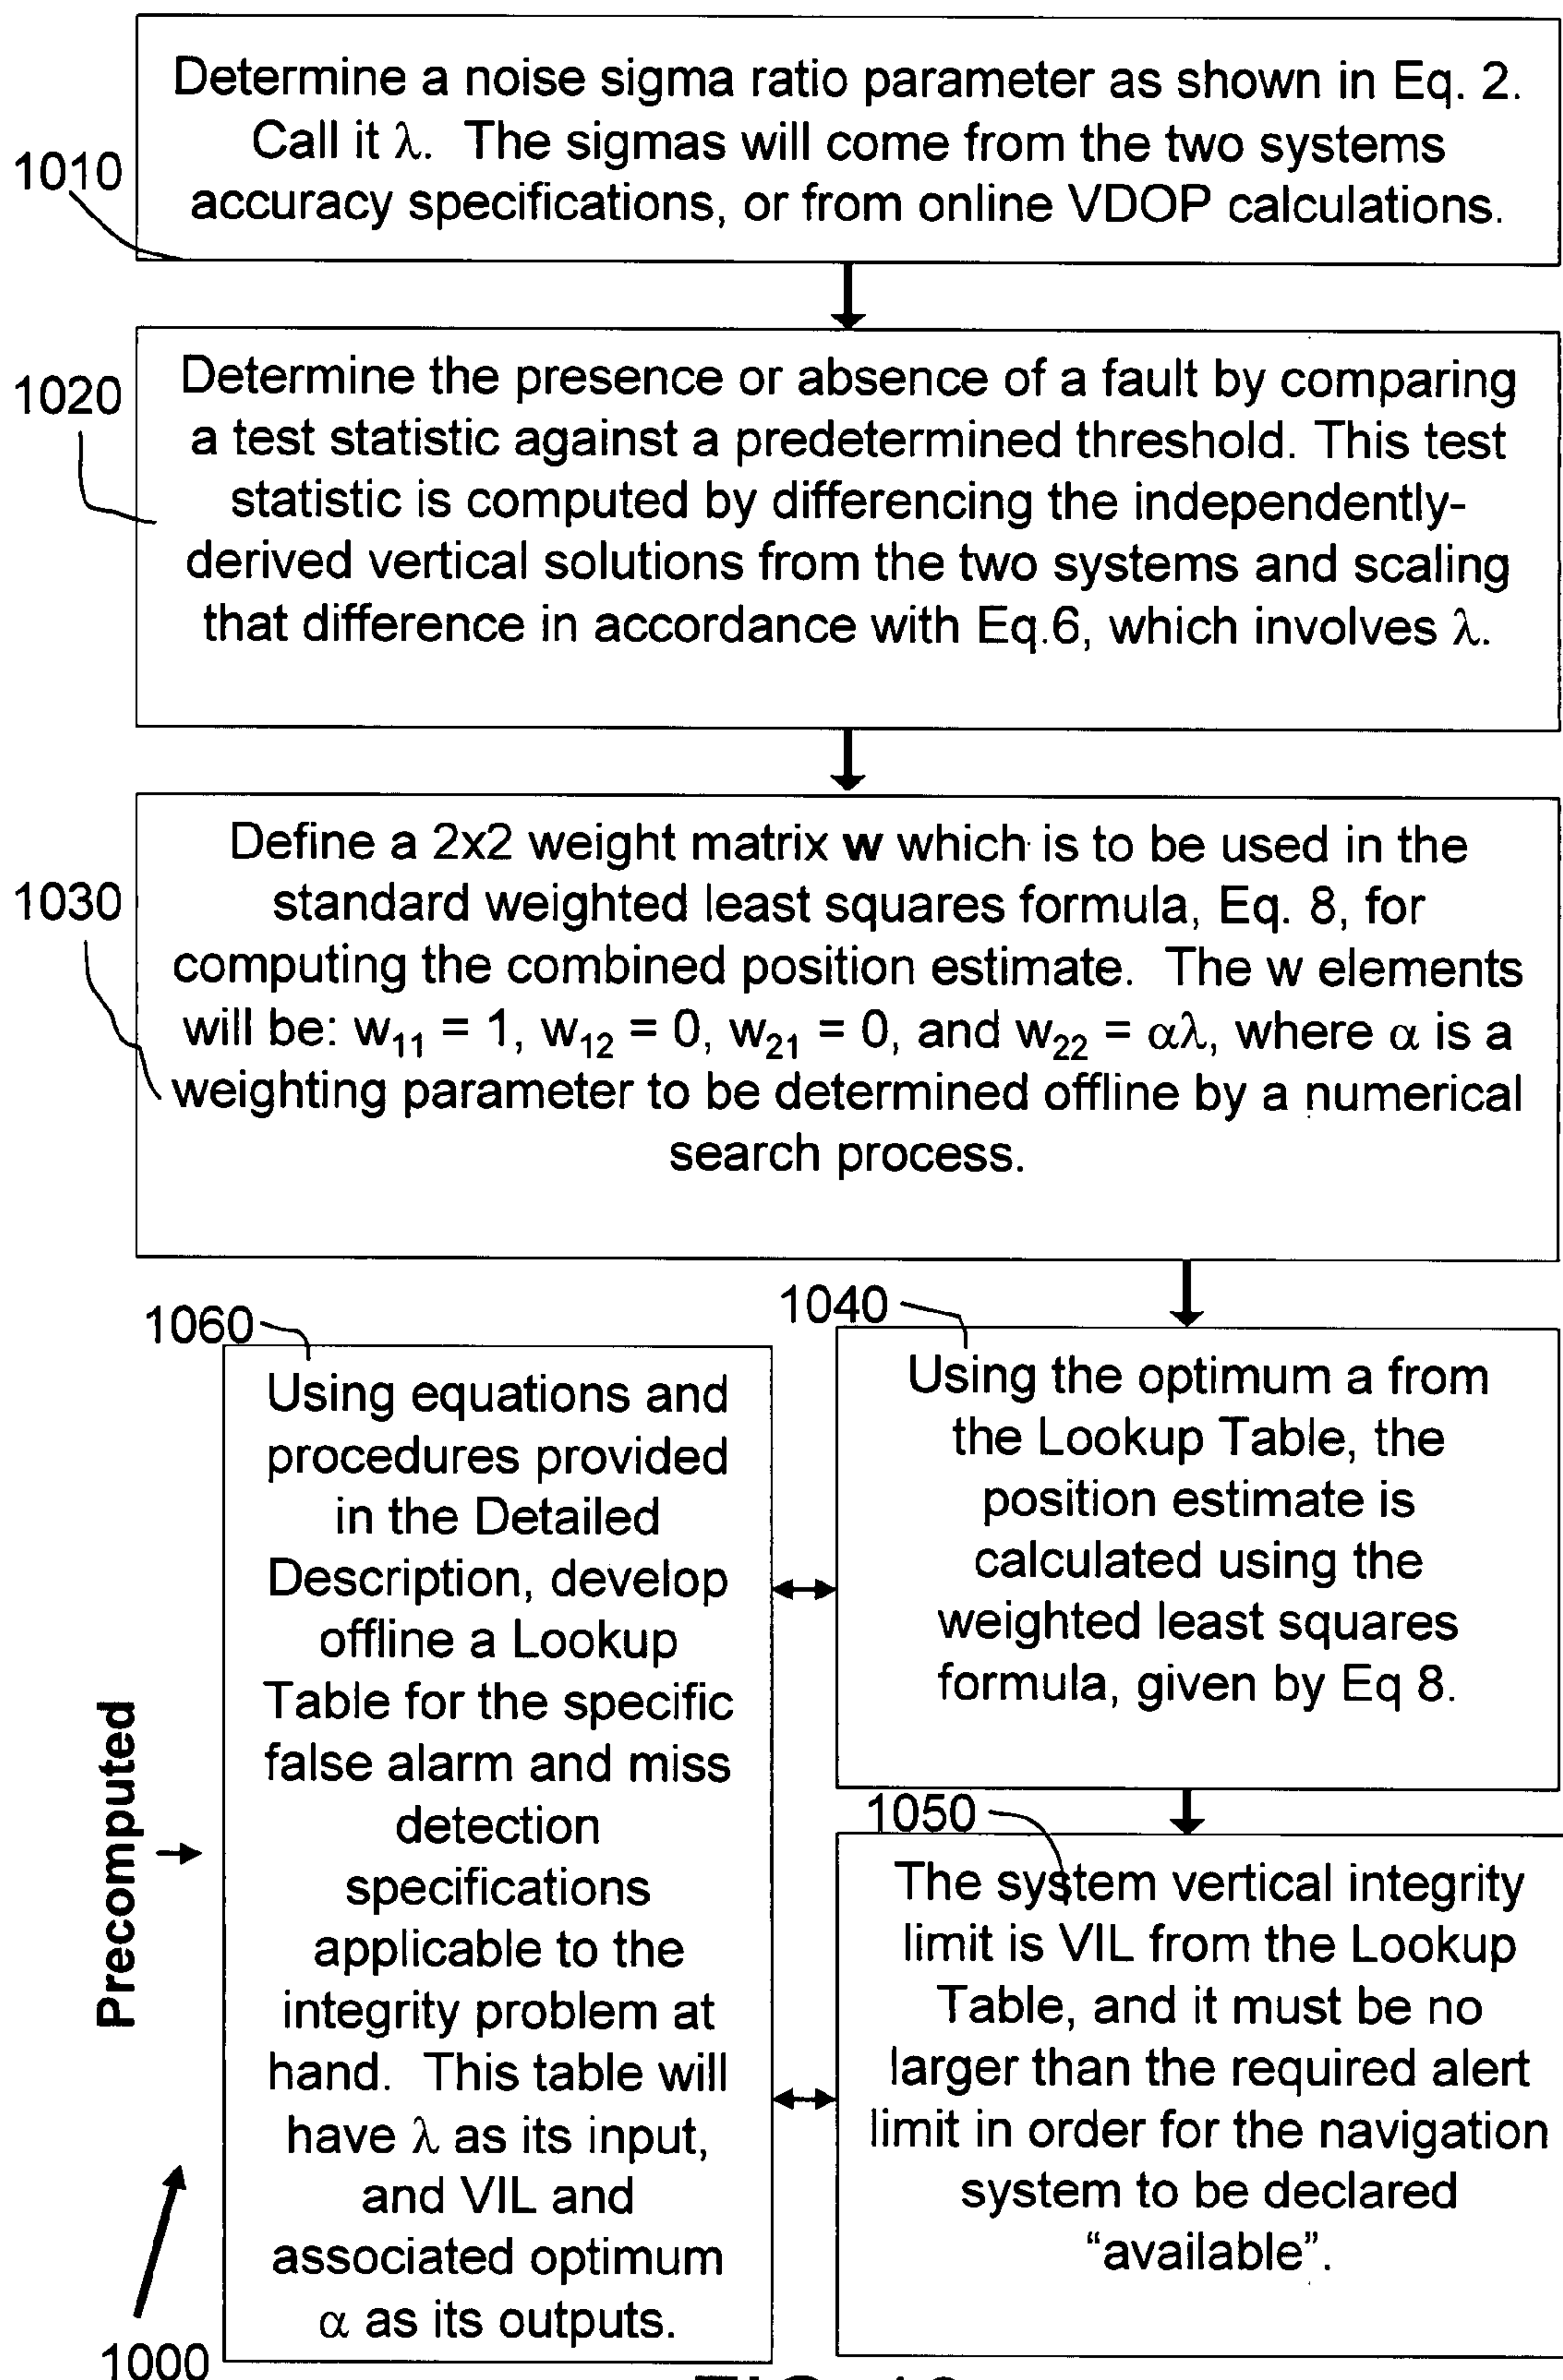 Determine a noise sigma ratio parameter as shown in Eq. 2.
Call it λ. The sigmas will come from the two systems
accuracy specifications, or from online VDOP calculations.
1010
Determine the presence or absence of a fault by comparing
a test statistic against a predetermined threshold. This test
statistic is computed by differencing the independently-
derived vertical solutions from the two systems and scaling
that difference in accordance with Eq.6, which involves λ.
1020
Define a 2x2 weight matrix w which is to be used in the
standard weighted least squares formula, Eq. 8, for
computing the combined position estimate. The w elements
will be: w₁₁ = 1, w₁₂ = 0, w₂₁ = 0, and w₂₂ = αλ, where α is a
weighting parameter to be determined offline by a numerical
search process.
1030
1040
Using the optimum a from
the Lookup Table, the
position estimate is
calculated using the
weighted least squares
formula, given by Eq 8.
1050
The system vertical integrity
limit is VIL from the Lookup
Table, and it must be no
larger than the required alert
limit in order for the navigation
system to be declared
“available”.
1060
Using equations and
procedures provided
in the Detailed
Description, develop
offline a Lookup
Table for the specific
false alarm and miss
detection
specifications
applicable to the
integrity problem at
hand. This table will
have λ as its input,
and VIL and
associated optimum
α as its outputs.
Precomputed
1000